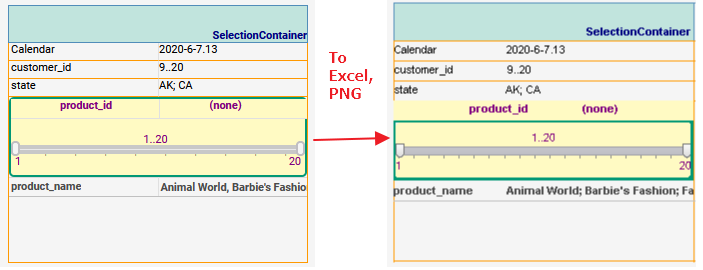 SelectionContainer
Calendar 2020-6-7.13
customer_id 9..20
state AK; CA
product_id (none)
1..20
1 20
product_name Animal World, Barbie's Fashion
To
Excel,
PNG
SelectionContainer
Calendar 2020-6-7.13
customer_id 9..20
state AK; CA
product_id (none)
1..20
1 20
product_name Animal World; Barbie's Fashion; Fa